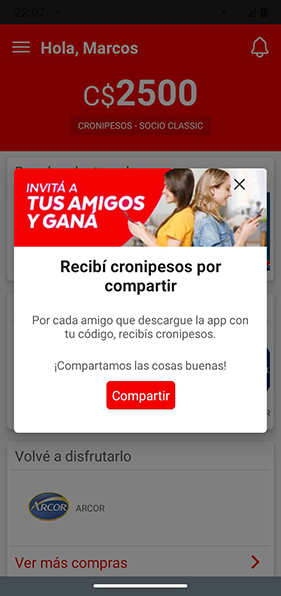 22:07
Hola, Marcos
C$2500
CRONIPESOS - SOCIO CLASSIC
INVITÁ A
TUS AMIGOS
Y GANÁ
Recibí cronipesos por
compartir
Por cada amigo que descargue la app con
tu código, recibís cronipesos.
¡Compartamos las cosas buenas!
Compartir
Volvé a disfrutarlo
ARCOR
ARCOR
Ver más compras